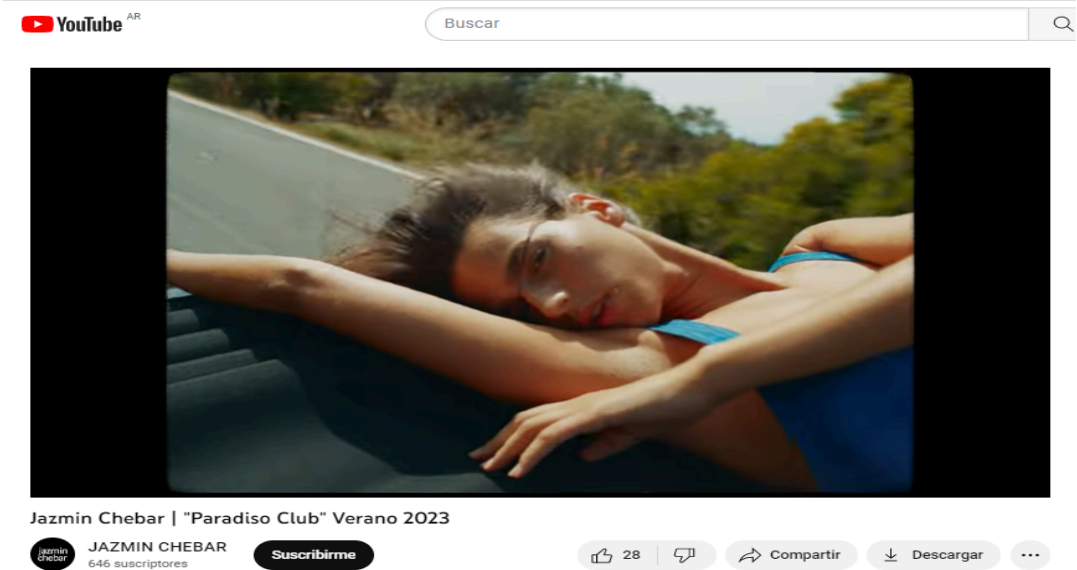 YouTube AR
Buscar
Jazmin Chebar | "Paradiso Club" Verano 2023
jazmin
chebar
JAZMIN CHEBAR
646 suscriptores
Suscribirme
28
Compartir
Descargar